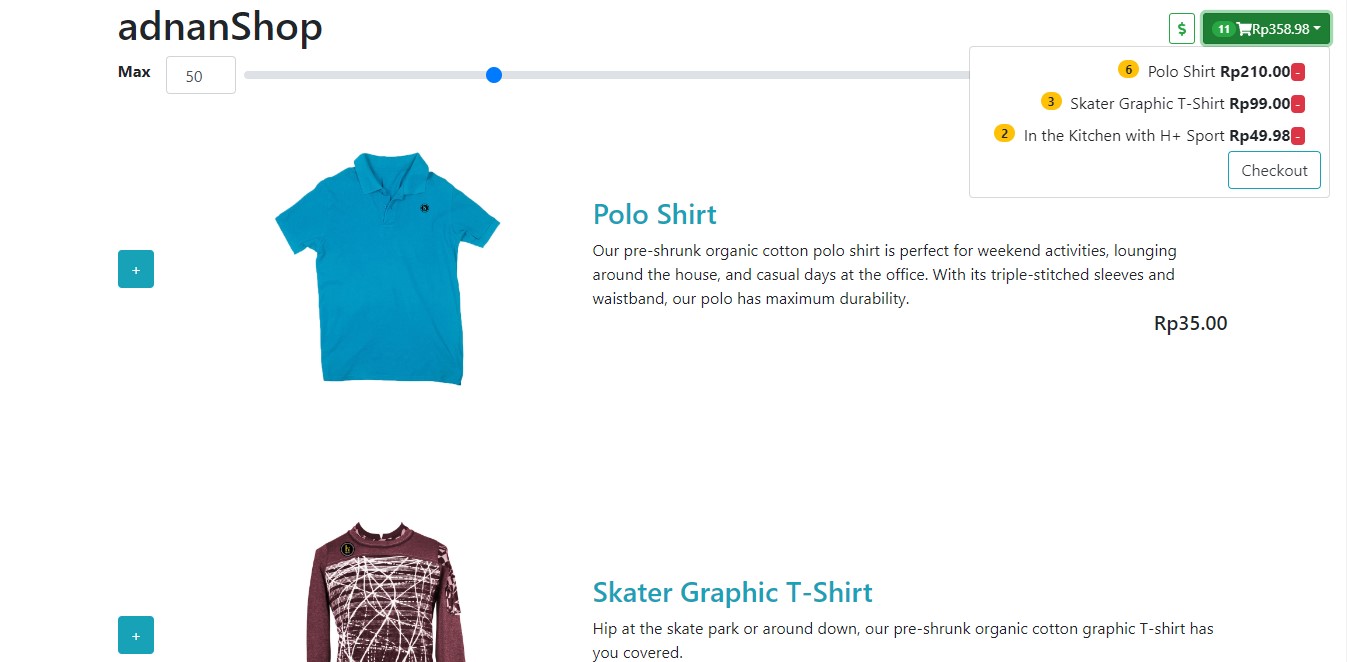 adnanShop
$
11 Rp358.98
Max 50
6 Polo Shirt Rp210.00 -
3 Skater Graphic T-Shirt Rp99.00 -
2 In the Kitchen with H+ Sport Rp49.98 -
Checkout
+
Polo Shirt
Our pre-shrunk organic cotton polo shirt is perfect for weekend activities, lounging
around the house, and casual days at the office. With its triple-stitched sleeves and
waistband, our polo has maximum durability.
Rp35.00
+
Skater Graphic T-Shirt
Hip at the skate park or around down, our pre-shrunk organic cotton graphic T-shirt has
you covered.